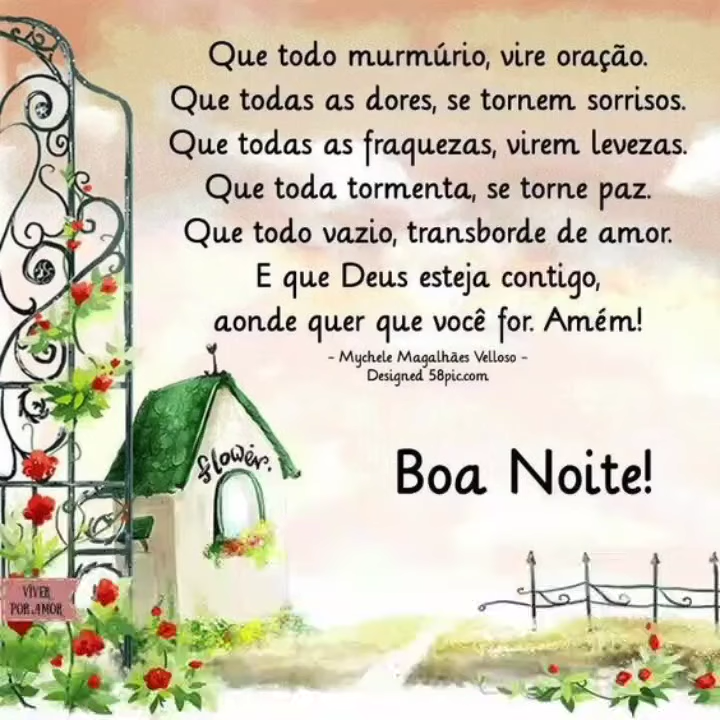 Que todo murmúrio, vire oração.
Que todas as dores, se tornem sorrisos.
Que todas as fraquezas, virem levezas.
Que toda tormenta, se torne paz.
Que todo vazio, transborde de amor.
E que Deus esteja contigo,
aonde quer que você for. Amém!
- Mychele Magalhães Velloso -
Designed 58pic.com
flower.
Boa Noite!
VIVER
POR AMOR